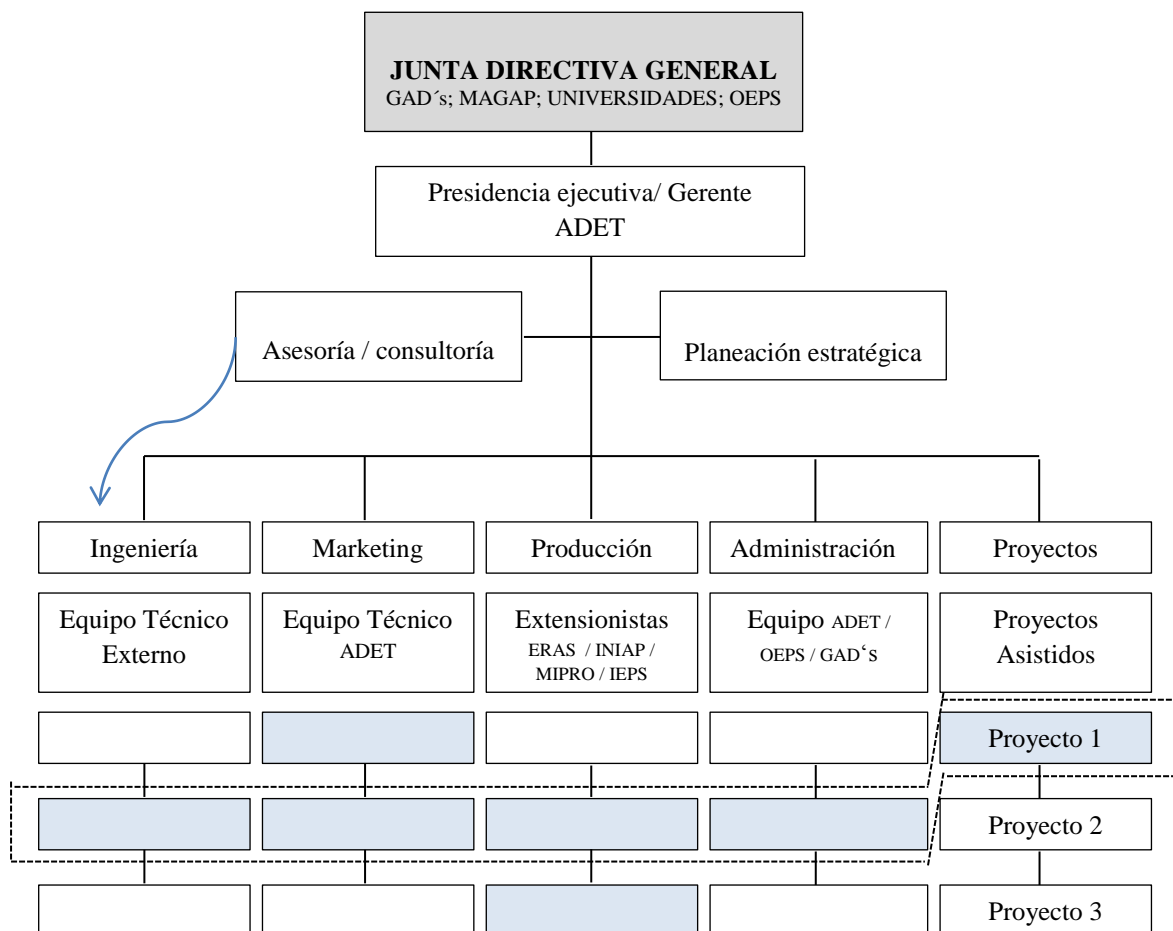 JUNTA DIRECTIVA GENERAL
GAD´s; MAGAP; UNIVERSIDADES; OEPS
Presidencia ejecutiva/ Gerente
ADET
Asesoría / consultoría
Planeación estratégica
Ingeniería
Marketing
Producción
Administración
Proyectos
Equipo Técnico
Externo
Equipo Técnico
ADET
Extensionistas
ERAS / INIAP /
MIPRO / IEPS
Equipo ADET /
OEPS / GAD‘S
Proyectos
Asistidos
Proyecto 1
Proyecto 2
Proyecto 3